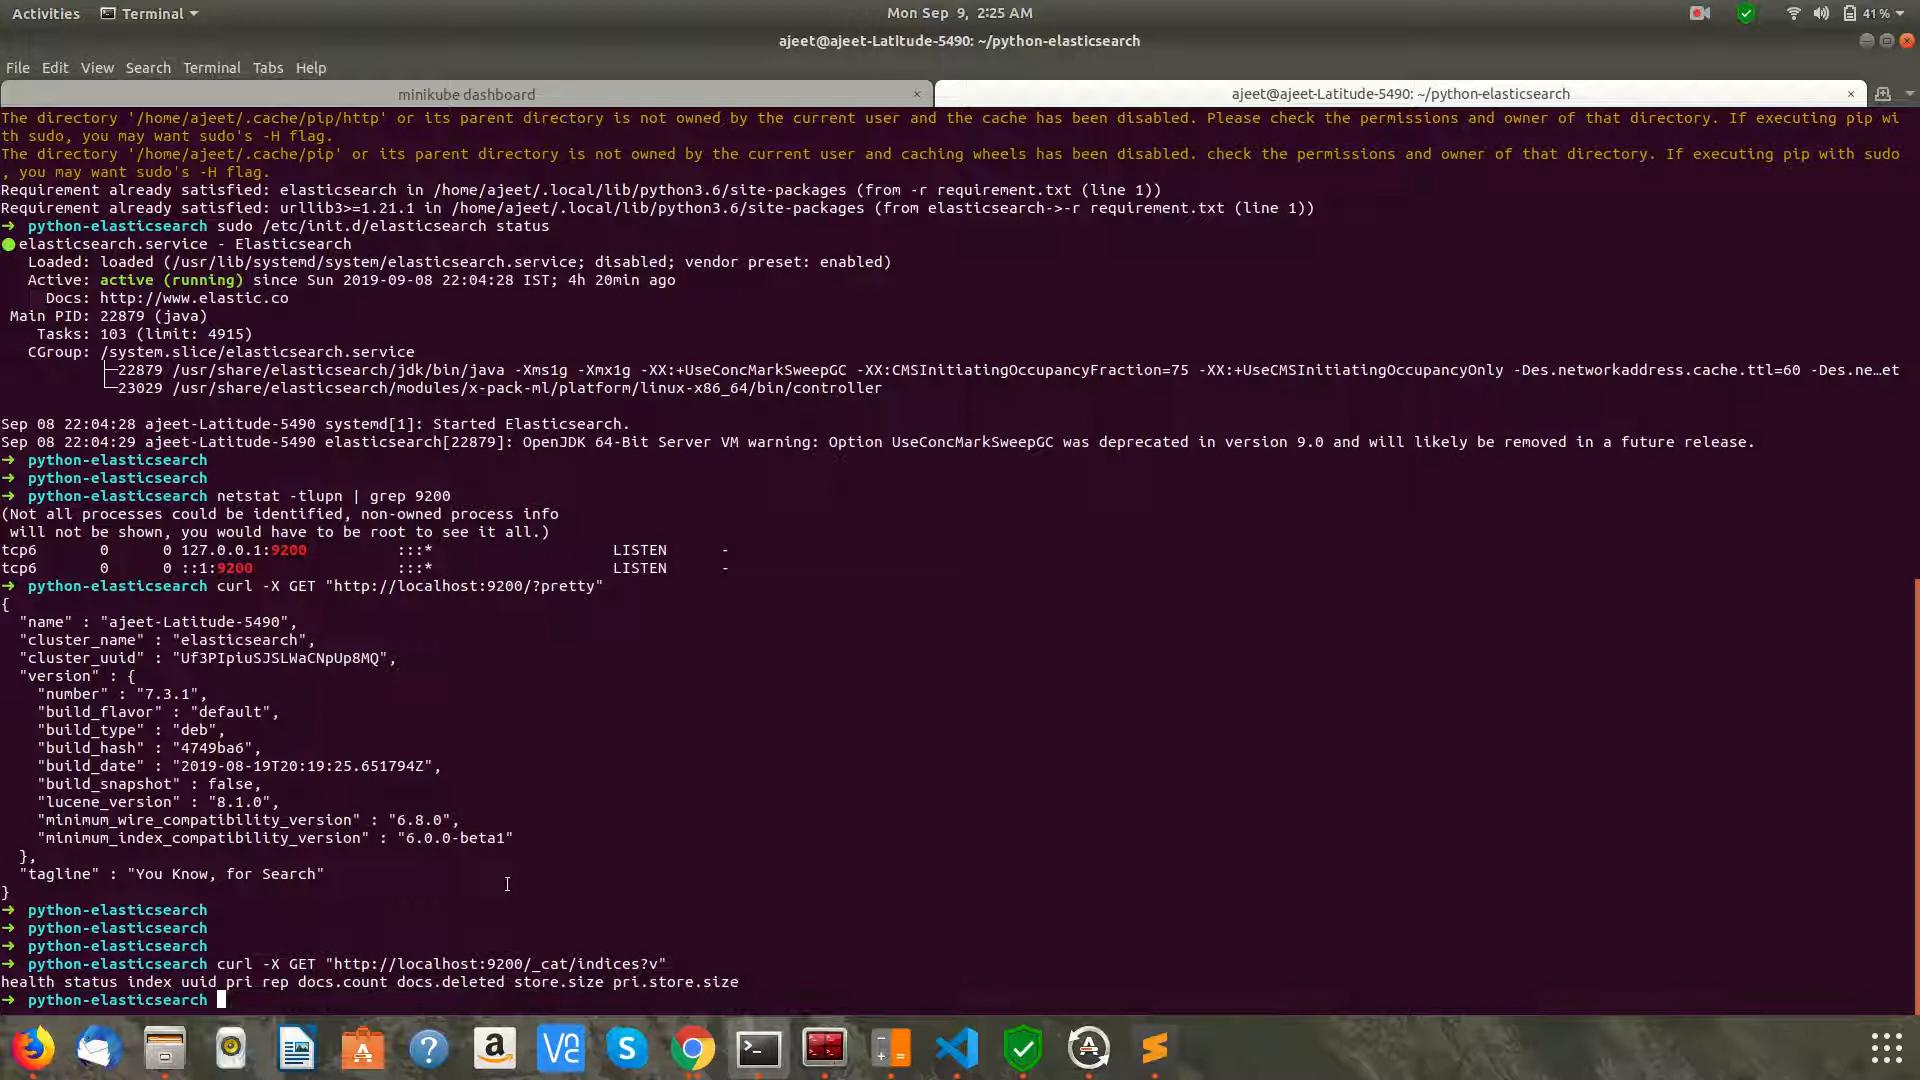 Activities Terminal Mon Sep 9, 2:25 AM 41 %
ajeet@ajeet-Latitude-5490: ~/python-elasticsearch
File Edit View Search Terminal Tabs Help
minikube dashboard × ajeet@ajeet-Latitude-5490: ~/python-elasticsearch ×
The directory '/home/ajeet/.cache/pip/http' or its parent directory is not owned by the current user and the cache has been disabled. Please check the permissions and owner of that directory. If executing pip wi
th sudo, you may want sudo's -H flag.
The directory '/home/ajeet/.cache/pip' or its parent directory is not owned by the current user and caching wheels has been disabled. check the permissions and owner of that directory. If executing pip with sudo
, you may want sudo's -H flag.
Requirement already satisfied: elasticsearch in /home/ajeet/.local/lib/python3.6/site-packages (from -r requirement.txt (line 1))
Requirement already satisfied: urllib3>=1.21.1 in /home/ajeet/.local/lib/python3.6/site-packages (from elasticsearch->-r requirement.txt (line 1))
➜ python-elasticsearch sudo /etc/init.d/elasticsearch status
● elasticsearch.service - Elasticsearch
Loaded: loaded (/usr/lib/systemd/system/elasticsearch.service; disabled; vendor preset: enabled)
Active: active (running) since Sun 2019-09-08 22:04:28 IST; 4h 20min ago
Docs: http://www.elastic.co
Main PID: 22879 (java)
Tasks: 103 (limit: 4915)
CGroup: /system.slice/elasticsearch.service
├─22879 /usr/share/elasticsearch/jdk/bin/java -Xms1g -Xmx1g -XX:+UseConcMarkSweepGC -XX:CMSInitiatingOccupancyFraction=75 -XX:+UseCMSInitiatingOccupancyOnly -Des.networkaddress.cache.ttl=60 -Des.ne…et
└─23029 /usr/share/elasticsearch/modules/x-pack-ml/platform/linux-x86_64/bin/controller
Sep 08 22:04:28 ajeet-Latitude-5490 systemd[1]: Started Elasticsearch.
Sep 08 22:04:29 ajeet-Latitude-5490 elasticsearch[22879]: OpenJDK 64-Bit Server VM warning: Option UseConcMarkSweepGC was deprecated in version 9.0 and will likely be removed in a future release.
➜ python-elasticsearch
➜ python-elasticsearch
➜ python-elasticsearch netstat -tlupn | grep 9200
(Not all processes could be identified, non-owned process info
will not be shown, you would have to be root to see it all.)
tcp6 0 0 127.0.0.1:9200 :::* LISTEN -
tcp6 0 0 ::1:9200 :::* LISTEN -
➜ python-elasticsearch curl -X GET "http://localhost:9200/?pretty"
{
"name" : "ajeet-Latitude-5490",
"cluster_name" : "elasticsearch",
"cluster_uuid" : "Uf3PIpiuSJSLWaCNpUp8MQ",
"version" : {
"number" : "7.3.1",
"build_flavor" : "default",
"build_type" : "deb",
"build_hash" : "4749ba6",
"build_date" : "2019-08-19T20:19:25.651794Z",
"build_snapshot" : false,
"lucene_version" : "8.1.0",
"minimum_wire_compatibility_version" : "6.8.0",
"minimum_index_compatibility_version" : "6.0.0-beta1"
},
"tagline" : "You Know, for Search"
}
➜ python-elasticsearch
➜ python-elasticsearch
➜ python-elasticsearch
➜ python-elasticsearch curl -X GET "http://localhost:9200/_cat/indices?v"
health status index uuid pri rep docs.count docs.deleted store.size pri.store.size
➜ python-elasticsearch